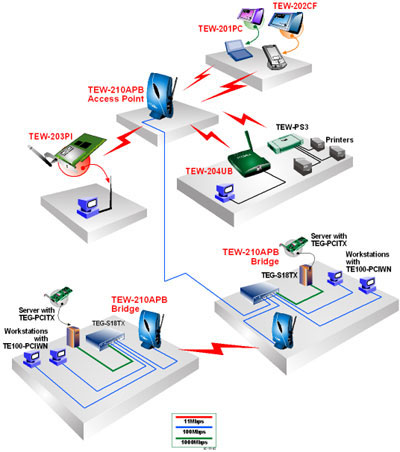 TEW-202CF
TEW-201PC
TEW-210APB
Access Point
TEW-203PI
TEW-PS3
Printers
TEW-204UB
Server with
TEG-PCITX
TEW-210APB
Bridge
TEG-S18TX
Workstations
with
TE100-PCIWN
Server with
TEG-PCITX
TEW-210APB
Bridge
TEG-S18TX
Workstations
with
TE100-PCIWN
11Mbps
100Mbps
1000Mbps